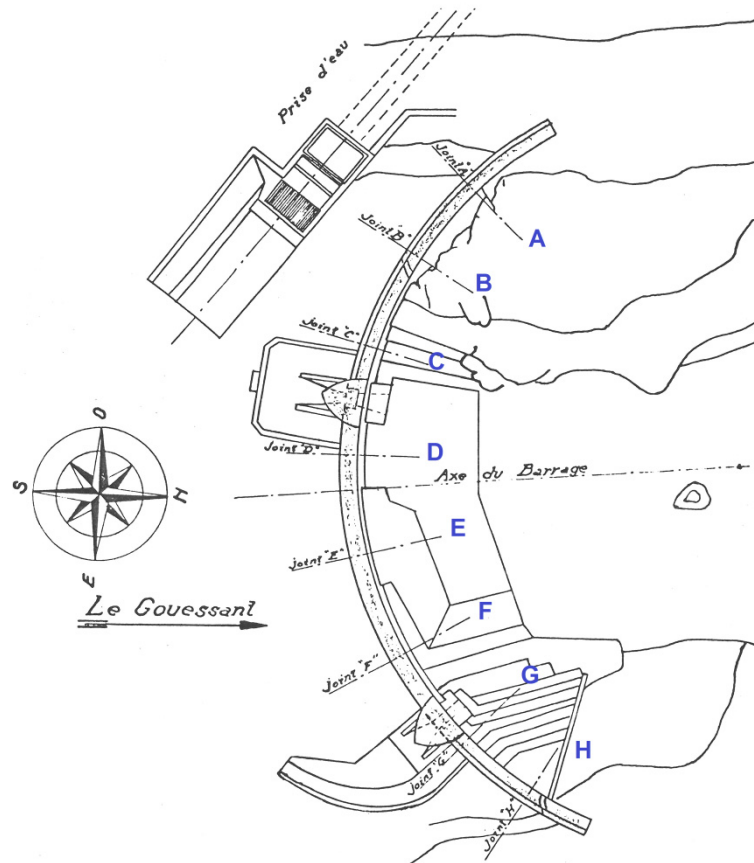 Prise d'eau
Joint "A"
A
Joint "B"
B
Joint "C"
C
Joint "D"
D
Axe du Barrage
Joint "E"
E
Joint "F"
F
G
Joint "G"
H
Joint "H"
O
S
N
E
Le Gouessant